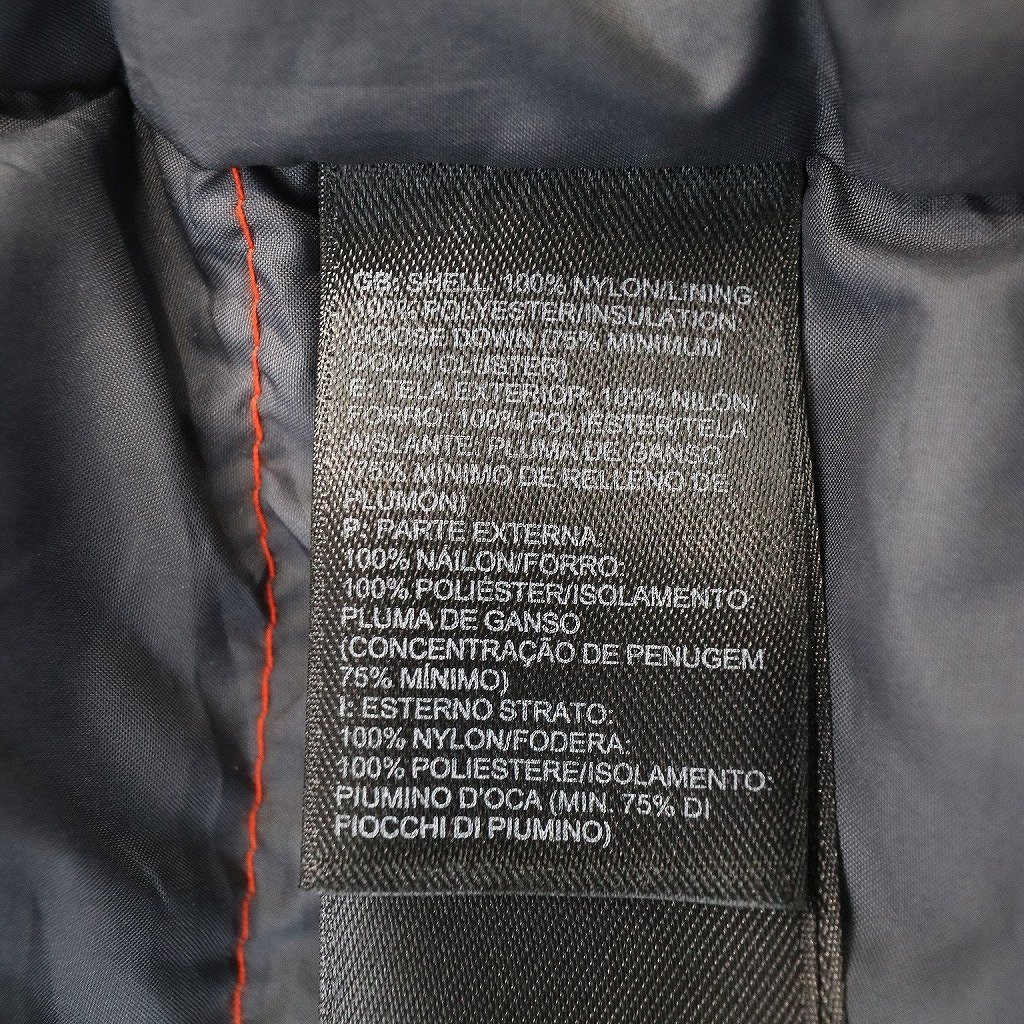 GB: SHELL: 100% NYLON/LINING:
100% POLYESTER/INSULATION:
GOOSE DOWN (75% MINIMUM
DOWN CLUSTER)
E: TELA EXTERIOR: 100% NILÓN/
FORRO: 100% POLIÉSTER/TELA
AISLANTE: PLUMA DE GANSO
(75% MÍNIMO DE RELLENO DE
PLUMÓN)
P: PARTE EXTERNA:
100% NÁILON/FORRO:
100% POLIÉSTER/ISOLAMENTO:
PLUMA DE GANSO
(CONCENTRAÇÃO DE PENUGEM
75% MÍNIMO)
I: ESTERNO STRATO:
100% NYLON/FODERA:
100% POLIESTERE/ISOLAMENTO:
PIUMINO D'OCA (MIN. 75% DI
FIOCCHI DI PIUMINO)